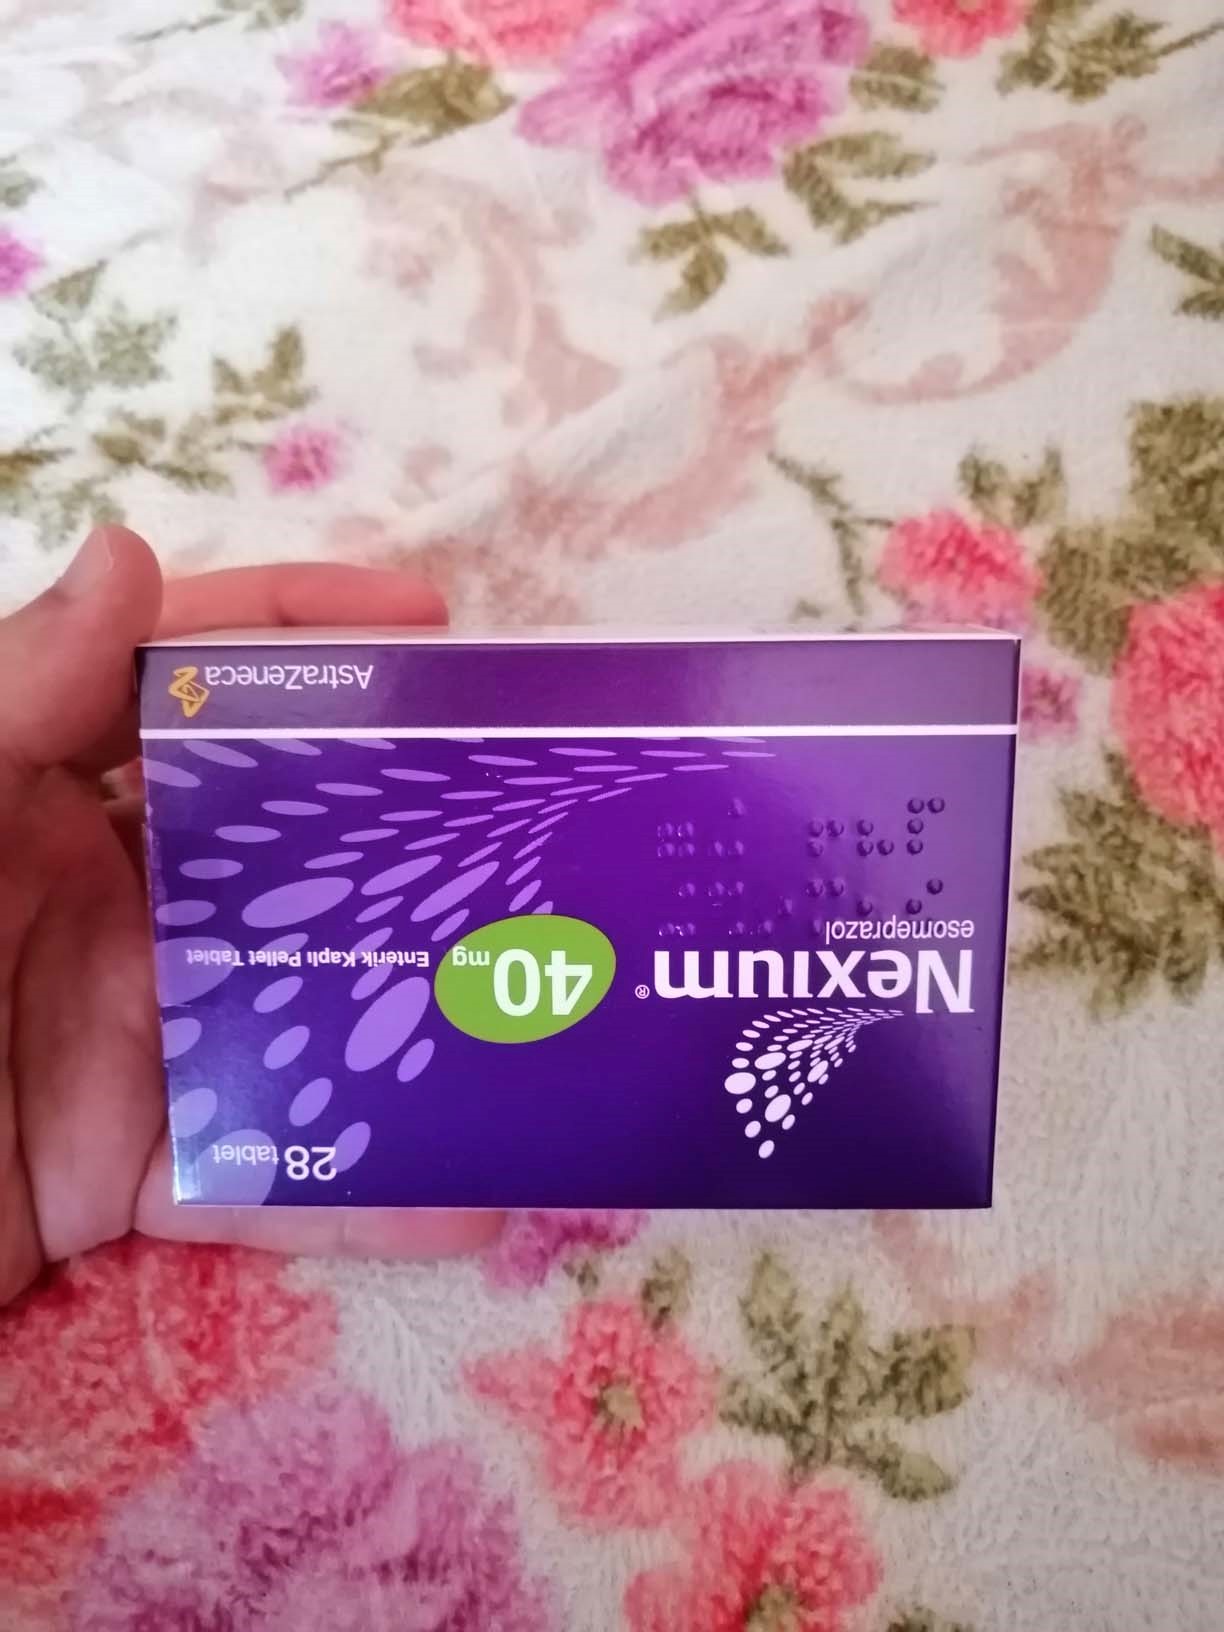 28 tablet
Nexium®
esomeprazol
40 mg
Enterik Kaplı Pellet Tablet
AstraZeneca